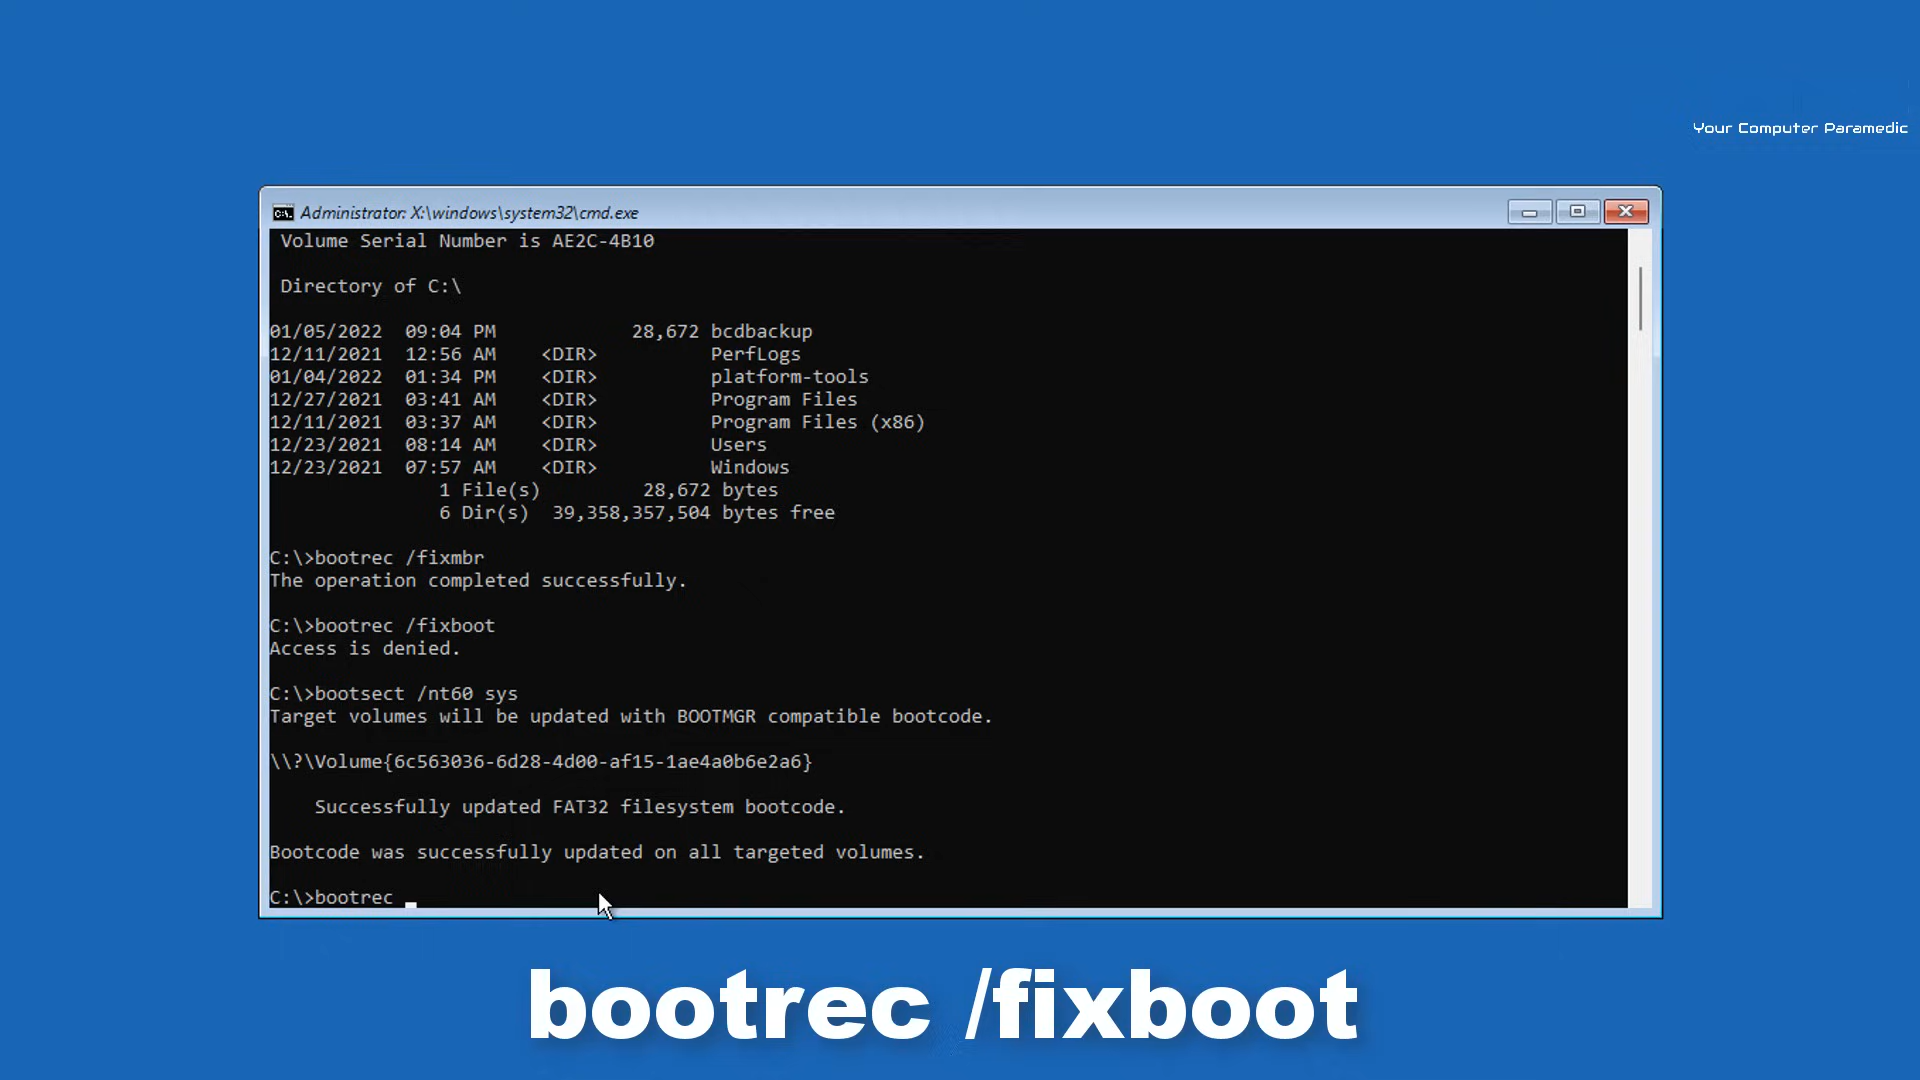 Your Computer Paramedic
Administrator: X:\windows\system32\cmd.exe
Volume Serial Number is AE2C-4B10
Directory of C:\
01/05/2022 09:04 PM 28,672 bcdbackup
12/11/2021 12:56 AM <DIR> PerfLogs
01/04/2022 01:34 PM <DIR> platform-tools
12/27/2021 03:41 AM <DIR> Program Files
12/11/2021 03:37 AM <DIR> Program Files (x86)
12/23/2021 08:14 AM <DIR> Users
12/23/2021 07:57 AM <DIR> Windows
1 File(s) 28,672 bytes
6 Dir(s) 39,358,357,504 bytes free
C:\>bootrec /fixmbr
The operation completed successfully.
C:\>bootrec /fixboot
Access is denied.
C:\>bootsect /nt60 sys
Target volumes will be updated with BOOTMGR compatible bootcode.
\\?\Volume{6c563036-6d28-4d00-af15-1ae4a0b6e2a6}
Successfully updated FAT32 filesystem bootcode.
Bootcode was successfully updated on all targeted volumes.
C:\>bootrec _
bootrec /fixboot